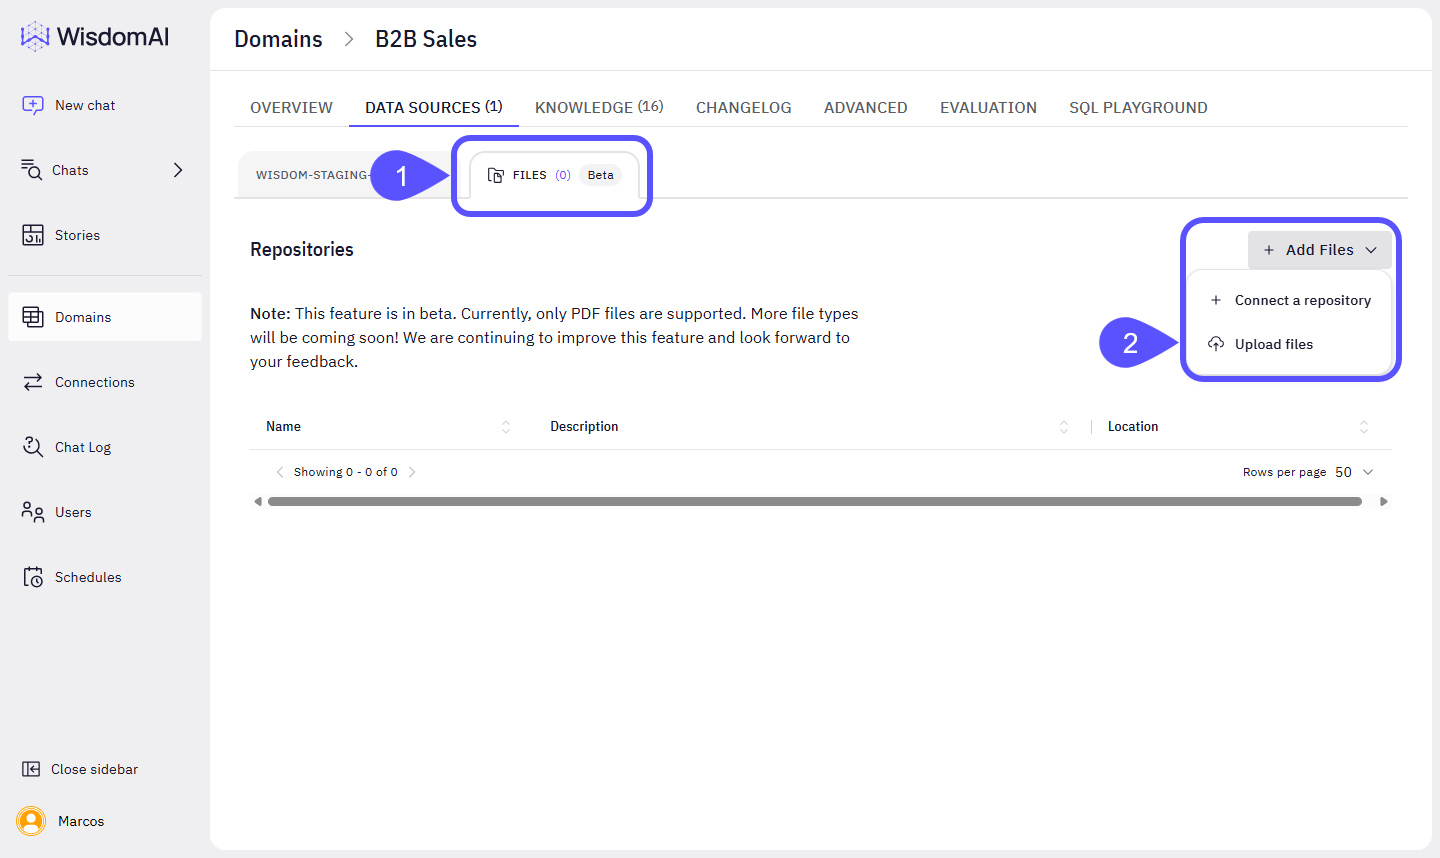 WisdomAI
New chat
Chats
Stories
Domains
Connections
Chat Log
Users
Schedules
Close sidebar
Marcos
Domains > B2B Sales
OVERVIEW DATA SOURCES (1) KNOWLEDGE (16) CHANGELOG ADVANCED EVALUATION SQL PLAYGROUND
WISDOM-STAGING- 1 FILES (0) Beta
Repositories
+ Add Files
+ Connect a repository
2 Upload files
Note: This feature is in beta. Currently, only PDF files are supported. More file types
will be coming soon! We are continuing to improve this feature and look forward to
your feedback.
Name Description Location
< Showing 0 - 0 of 0 > Rows per page 50